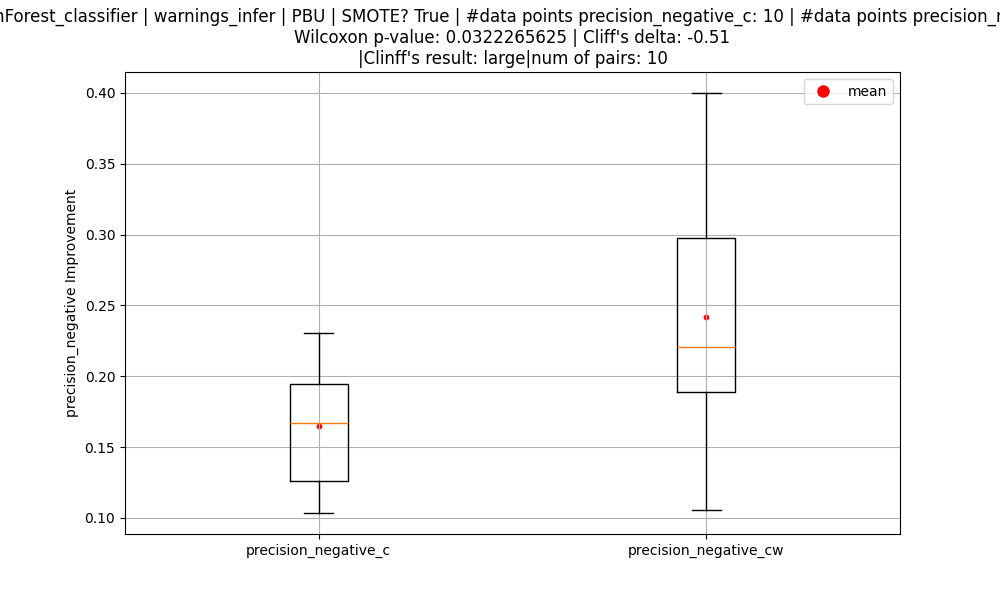 nForest_classifier | warnings_infer | PBU | SMOTE? True | #data points precision_negative_c: 10 | #data points precision_
Wilcoxon p-value: 0.0322265625 | Cliff's delta: -0.51
|Clinff's result: large|num of pairs: 10
mean
0.40
0.35
0.30
0.25
0.20
0.15
0.10
precision_negative Improvement
precision_negative_c
precision_negative_cw